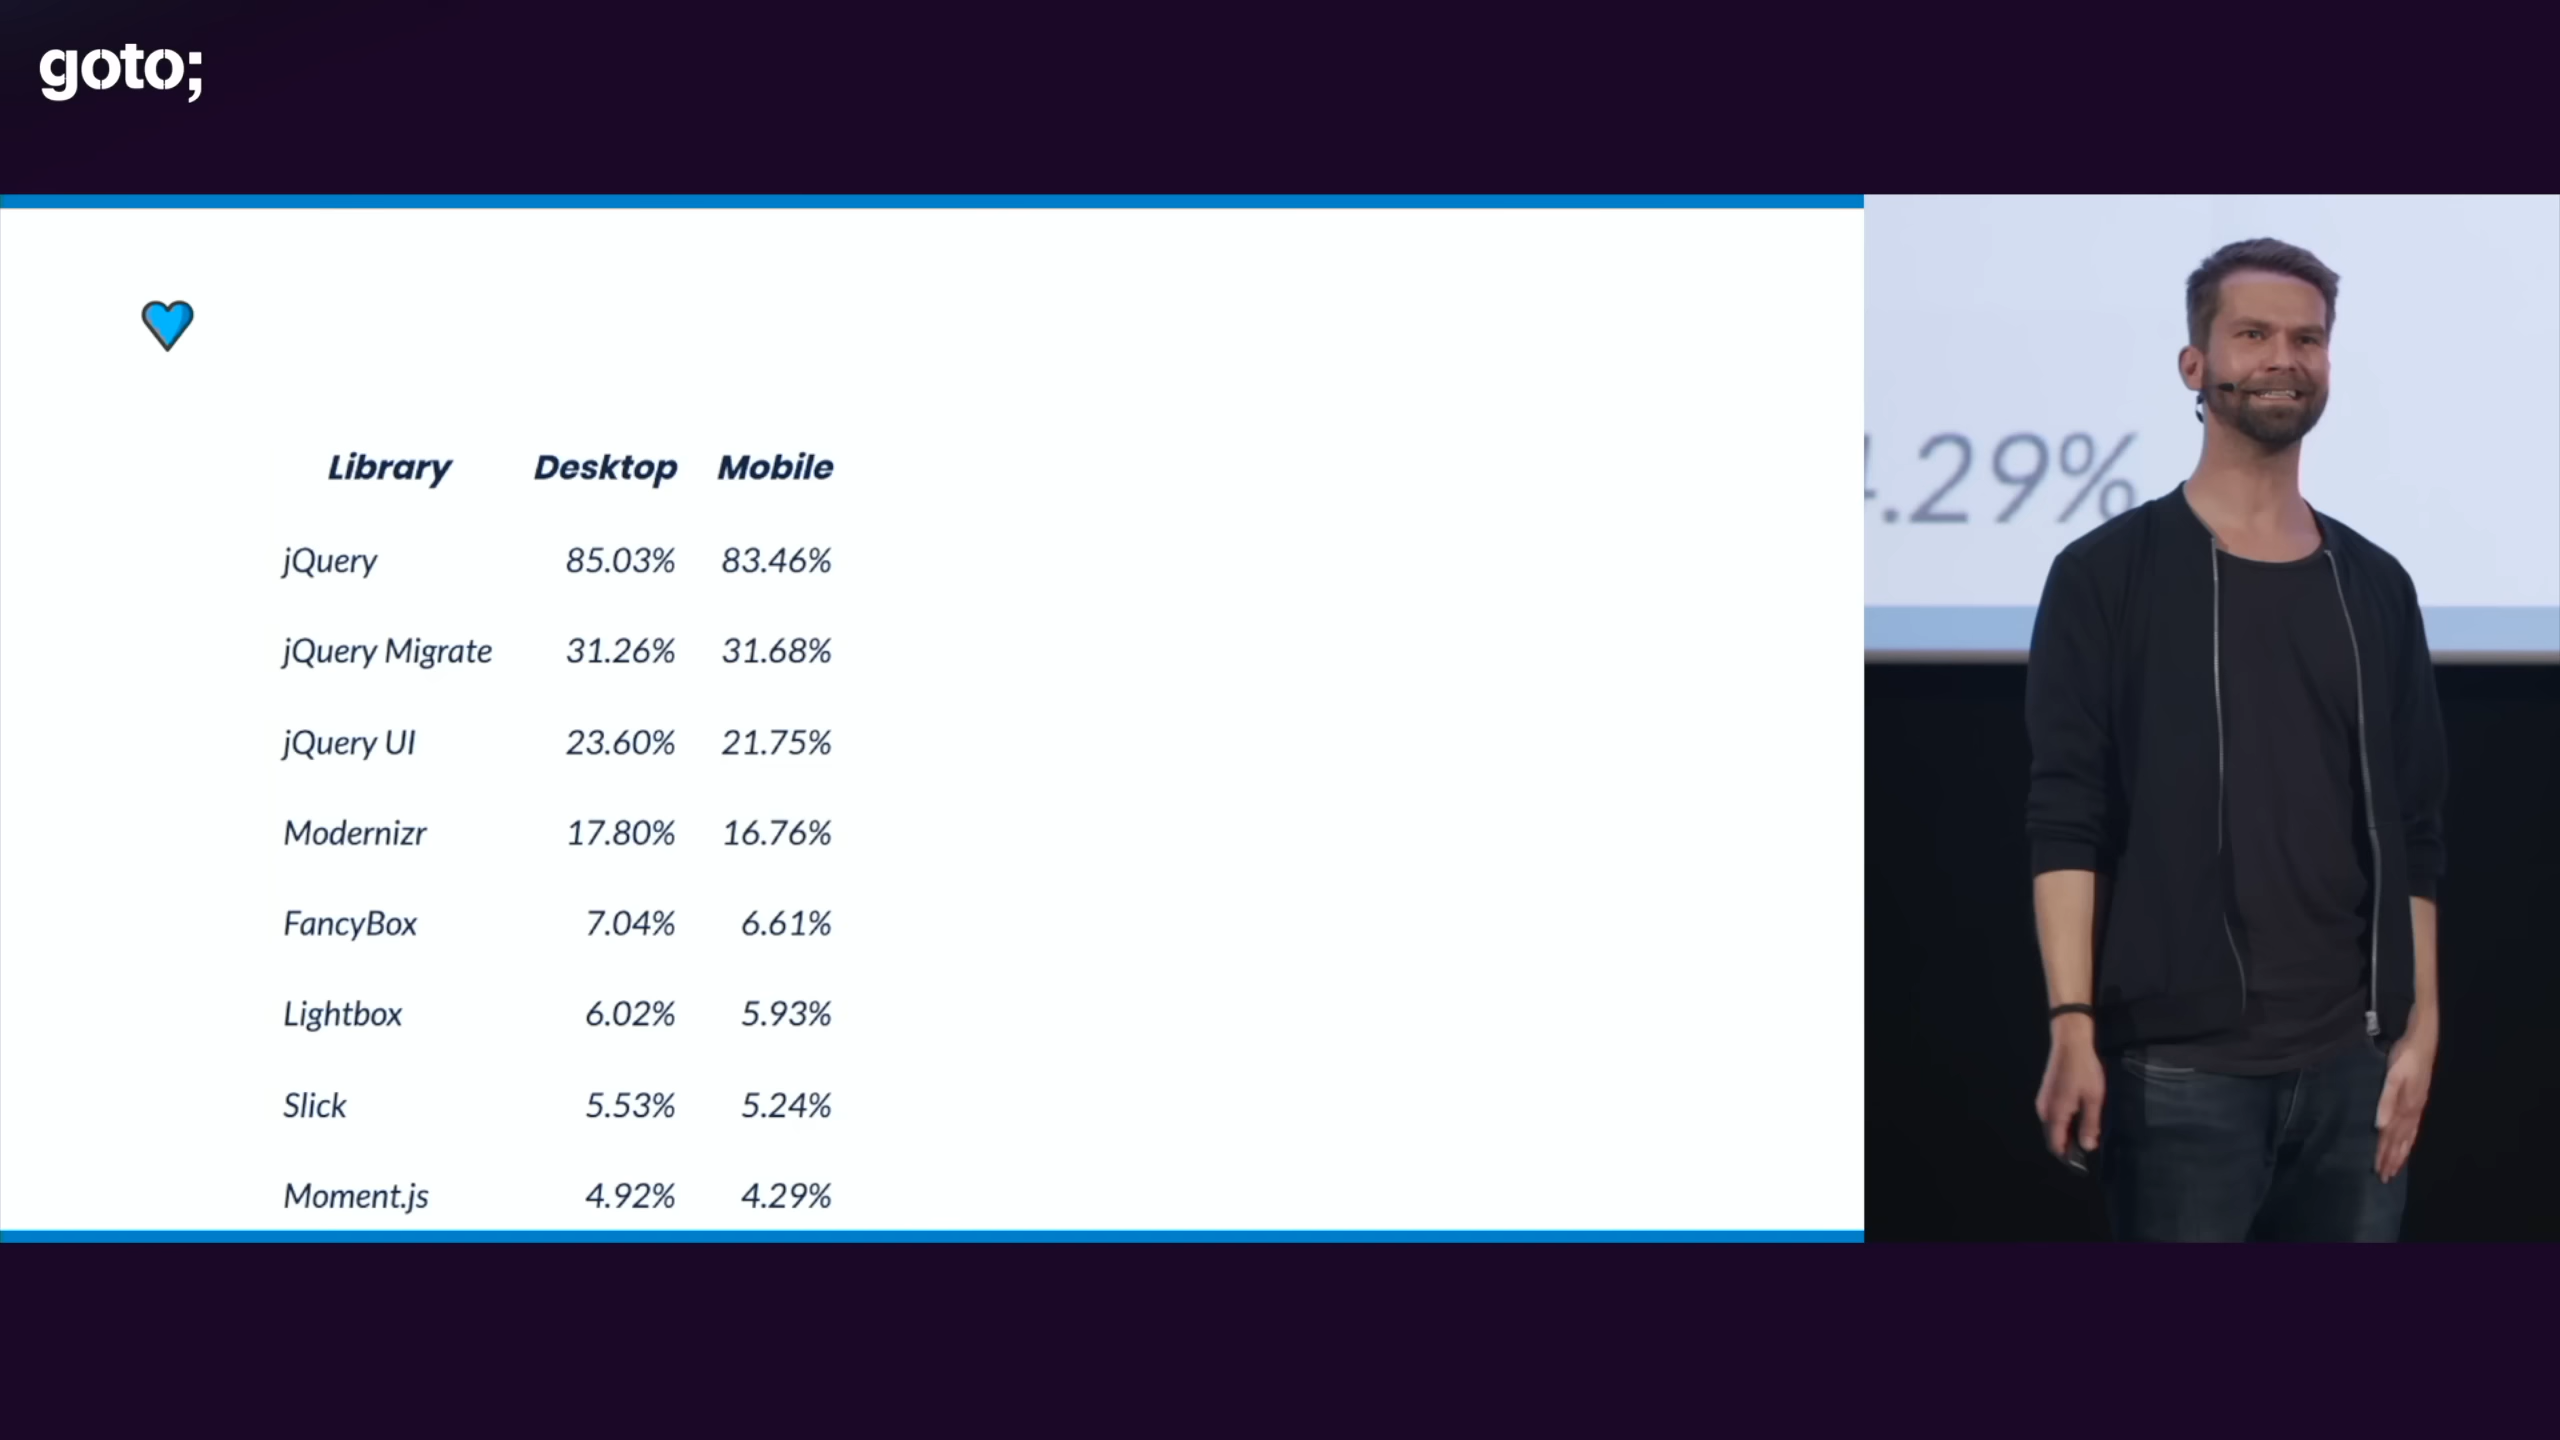 goto;
Library Desktop Mobile
jQuery 85.03% 83.46%
jQuery Migrate 31.26% 31.68%
jQuery UI 23.60% 21.75%
Modernizr 17.80% 16.76%
FancyBox 7.04% 6.61%
Lightbox 6.02% 5.93%
Slick 5.53% 5.24%
Moment.js 4.92% 4.29%
.29%